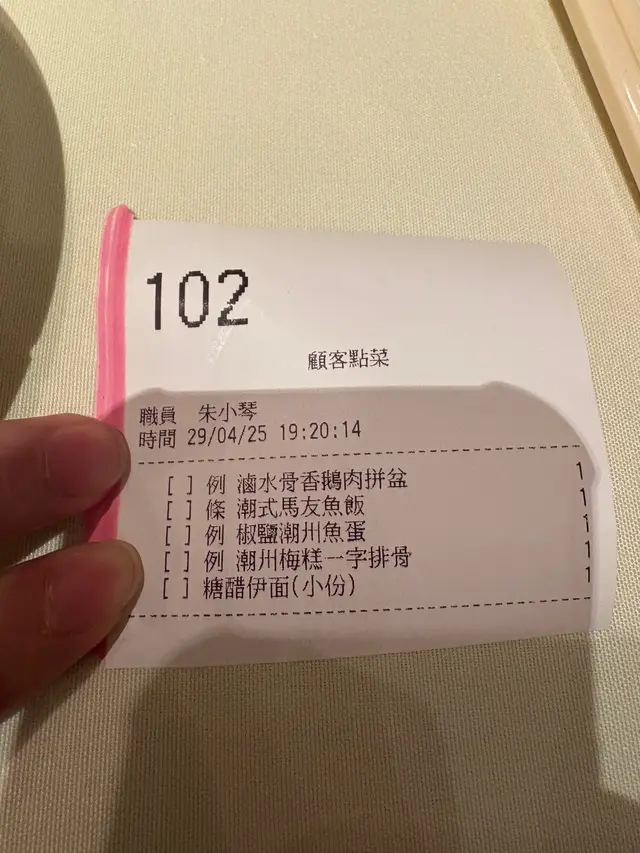 102
顧客點菜
職員 朱小琴
時間 29/04/25 19:20:14
[ ] 例 滷水骨香鵝肉拼盆 1
[ ] 條 潮式馬友魚飯 1
[ ] 例 椒鹽潮州魚蛋 1
[ ] 例 潮州梅糕一字排骨 1
[ ] 糖醋伊面(小份) 1